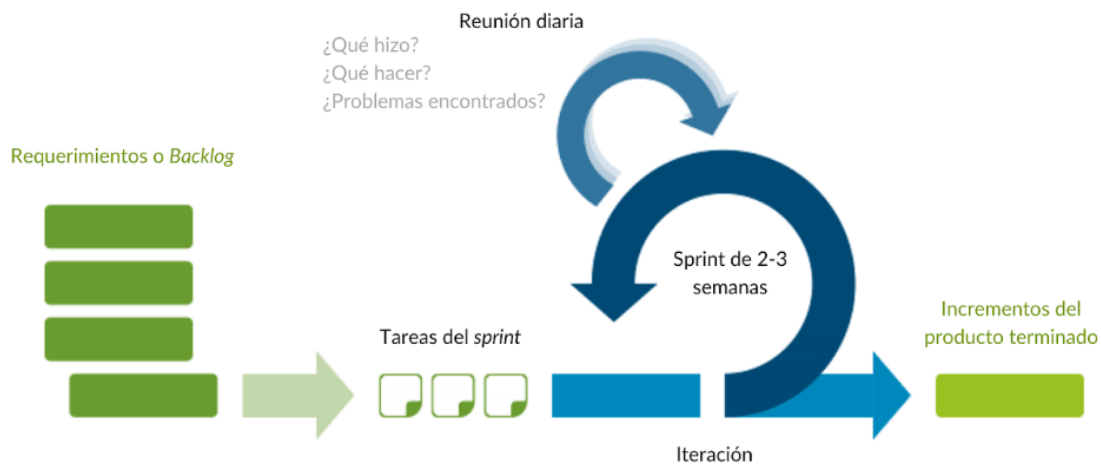 Reunión diaria
¿Qué hizo?
¿Qué hacer?
¿Problemas encontrados?
Requerimientos o Backlog
Sprint de 2-3
semanas
Tareas del sprint
Incrementos del
producto terminado
Iteración